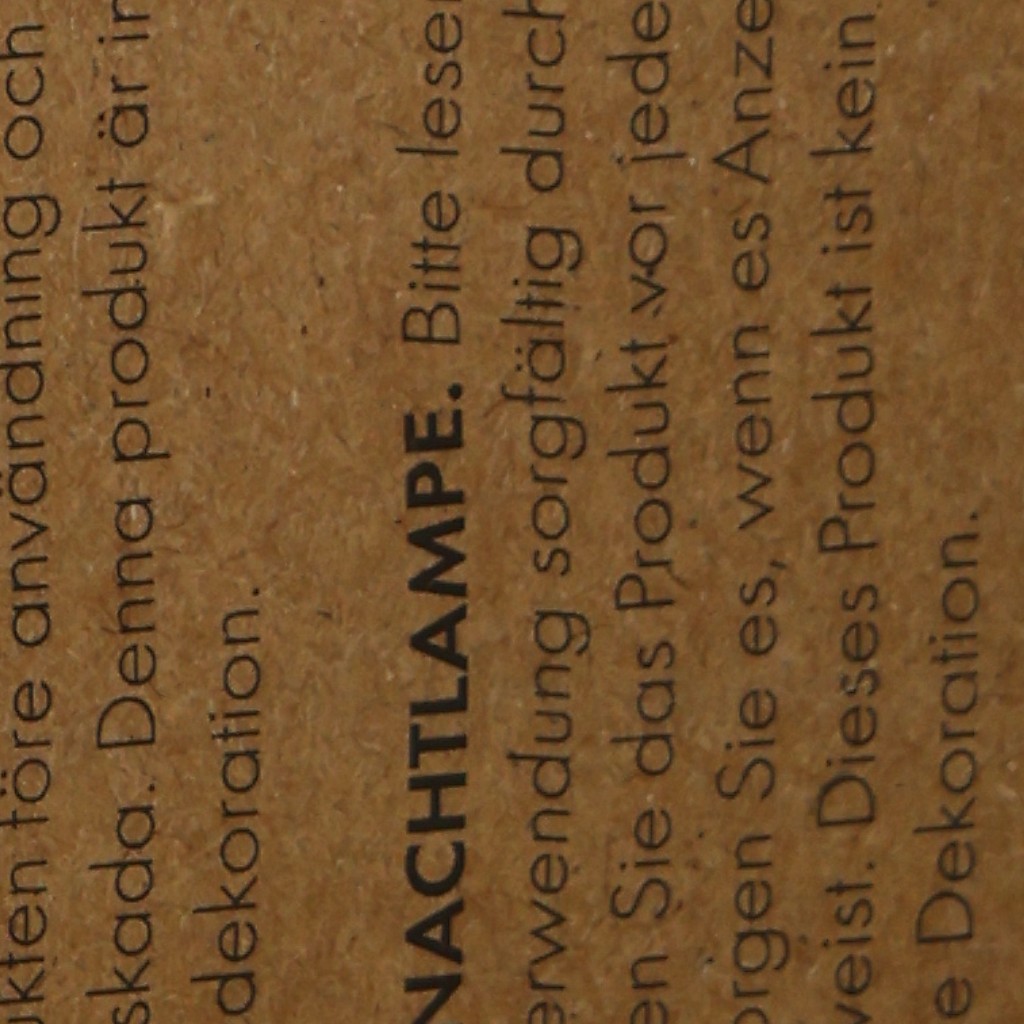 ukten före användning och
skada. Denna produkt är in
dekoration.
NACHTLAMPE. Bitte lesen
erwendung sorgfältig durch
en Sie das Produkt vor jede
orgen Sie es, wenn es Anze
veist. Dieses Produkt ist kein
e Dekoration.